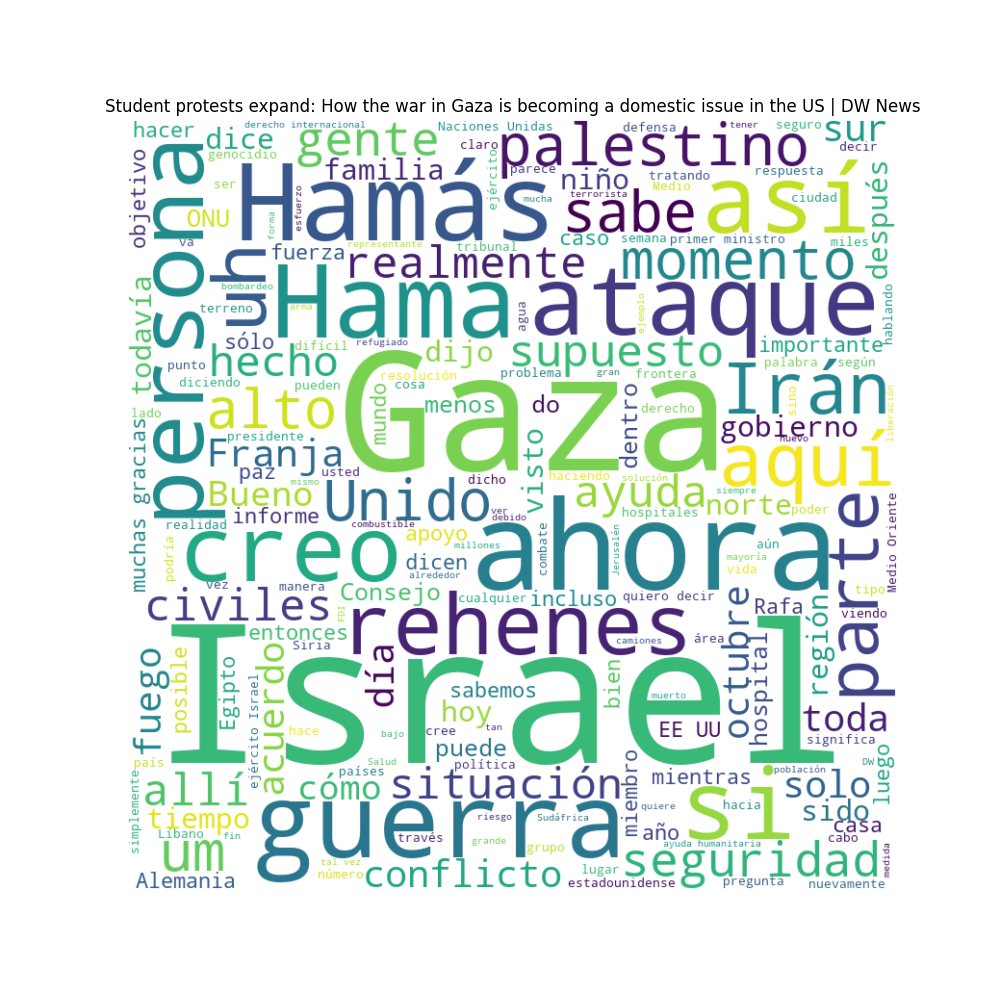 Student protests expand: How the war in Gaza is becoming a domestic issue in the US | DW News
hacer
derecho internacional
Naciones Unidas
defensa
tener
seguro
sur
dice
gente
claro
palestino
decir
genocidio
persona
objetivo
familia
ejército
parece
niño
tratando
respuesta
después
ser
Hamás
esfuerzo
terrorista
mucha
Medio
ciudad
así
ONU
forma
sabe
va
uh
fuerza
representante
tribunal
caso
semana
primer ministro
miles
realmente
momento
todavía
bombardeo
Hama
ataque
hablando
terreno
arma
agua
ejemplo
sólo
difícil
refugiado
dijo
supuesto
importante
punto
hecho
problema
gran
frontera
palabra
según
diciendo
pueden
resolución
cosa
Gaza
Irán
sino
liberación
lado
alto
mundo
menos
do
dentro
derecho
gobierno
muchas gracias
presidente
nuevo
Franja
visto
aquí
paz
usted
haciendo
solución
mismo
dicho
Bueno
Unido
ayuda
siempre
norte
poder
informe
ver
debido
hospitales
parte
Medio Oriente
realidad
combustible
apoyo
creo
ahora
combate
Jerusalén
aún
podría
millones
mayoría
dicen
vida
alrededor
vez
manera
Consejo
cualquier
incluso
quiero decir
tipo
civiles
FDI
rehenes
Rafa
viendo
octubre
región
entonces
Siria
camiones
área
hospital
fuego
posible
Egipto
acuerdo
día
Israel
ejército Israel
sabemos
bien
muerto
hoy
toda
hace
bajo
cree
tan
EE UU
significa
país
Salud
puede
política
DW
luego
simplemente
allí
cómo
países
situación
miembro
mientras
población
solo
quiere
hacia
si
sido
tiempo
guerra
riesgo
Sudáfrica
Líbano
fin
través
grande
grupo
año
casa
cabo
um
ayuda humanitaria
medida
tal vez
número
Alemania
conflicto
lugar
estadounidense
seguridad
pregunta
nuevamente